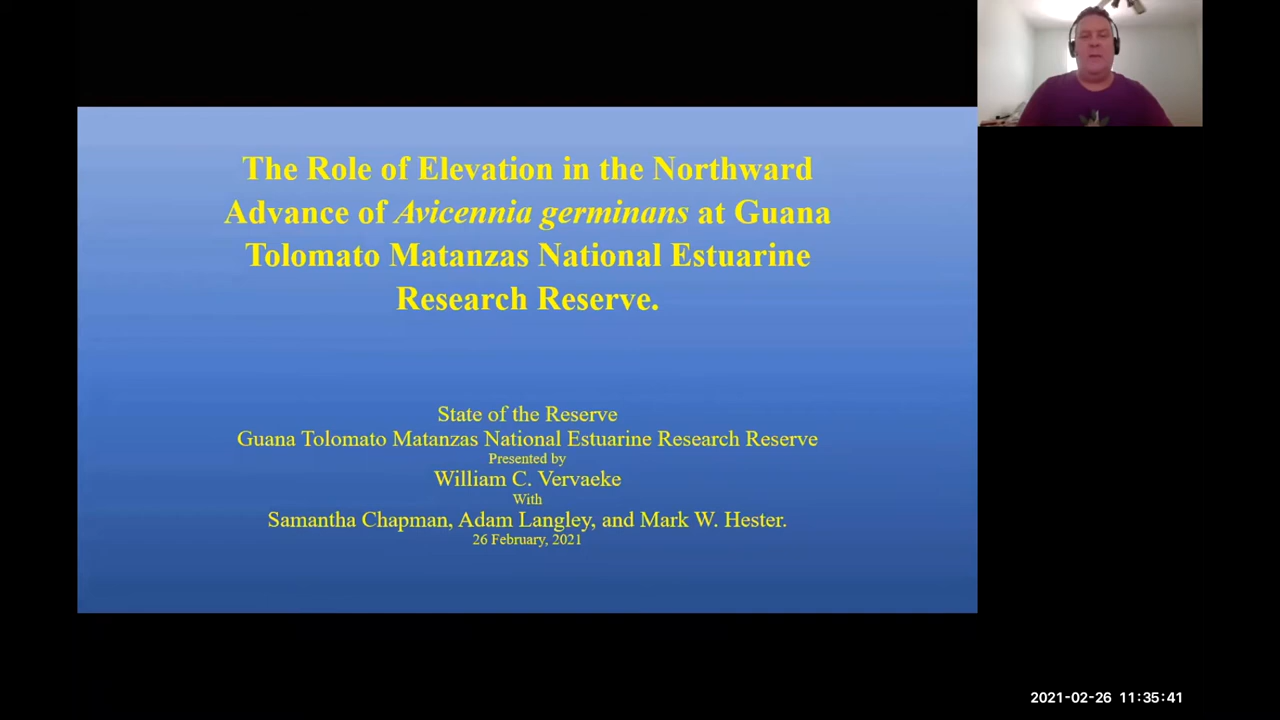 The Role of Elevation in the Northward
Advance of Avicennia germinans at Guana
Tolomato Matanzas National Estuarine
Research Reserve.
State of the Reserve
Guana Tolomato Matanzas National Estuarine Research Reserve
Presented by
William C. Vervaeke
With
Samantha Chapman, Adam Langley, and Mark W. Hester.
26 February, 2021
2021-02-26 11:35:41